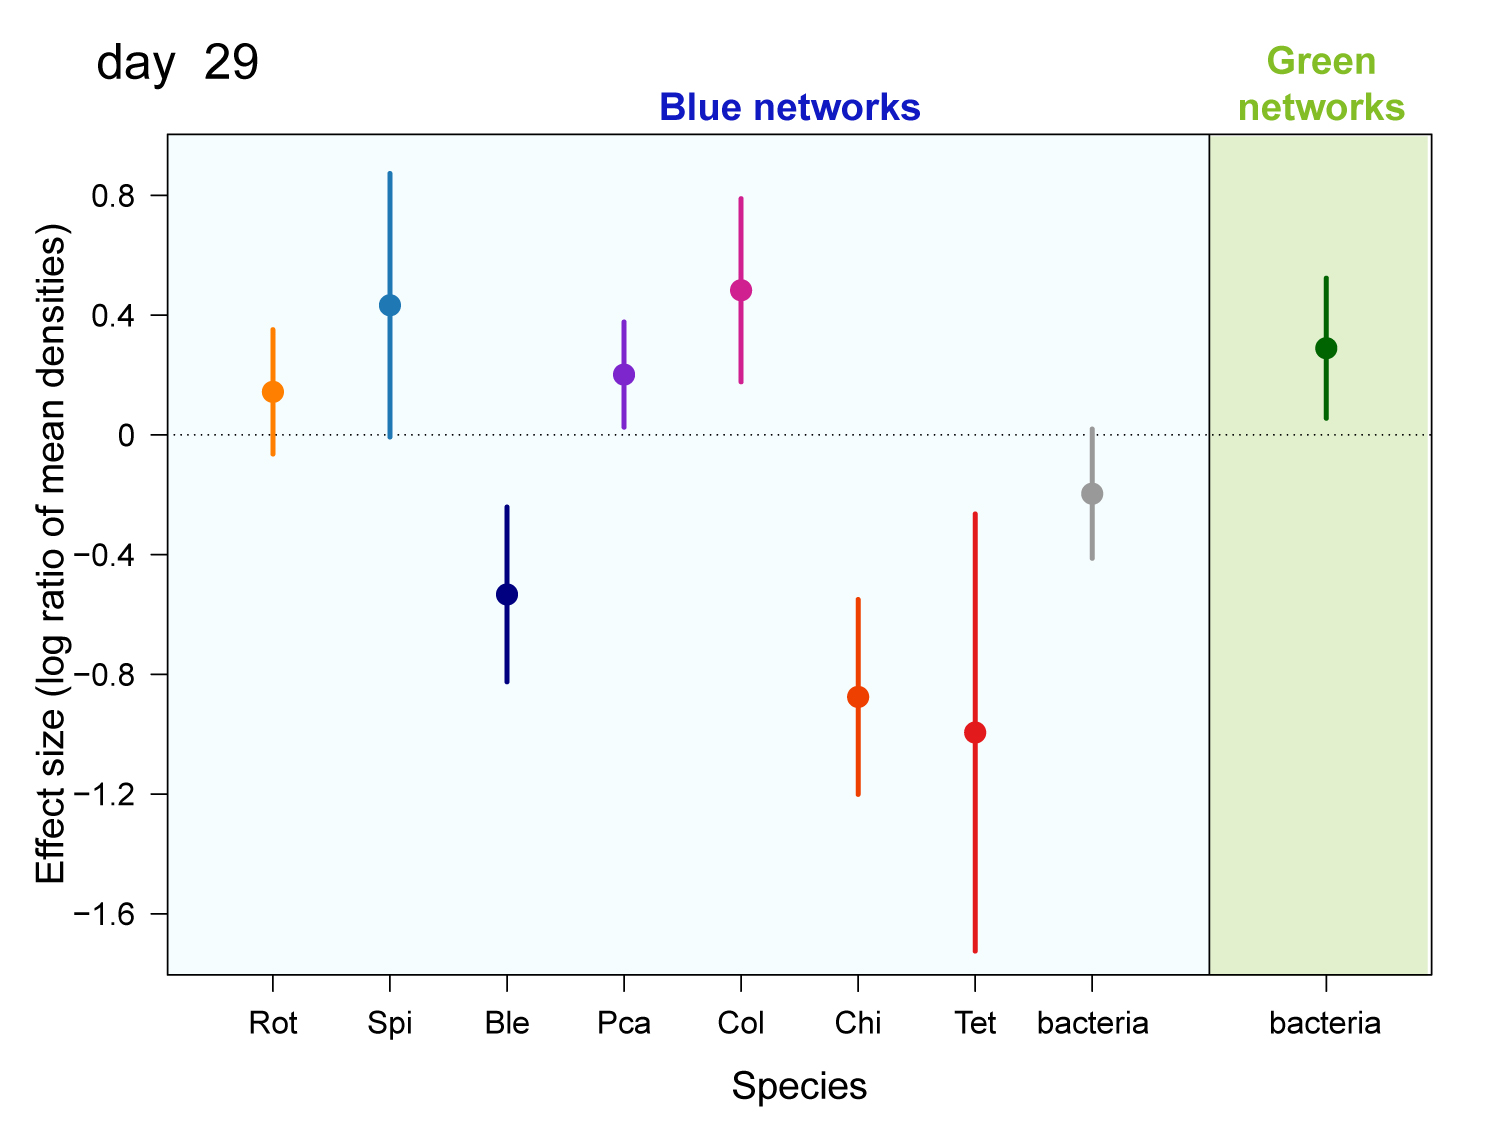 day 29
Green
networks
Blue networks
Effect size (log ratio of mean densities)
0.8
0.4
0
−0.4
−0.8
−1.2
−1.6
Rot Spi Ble Pca Col Chi Tet bacteria bacteria
Species